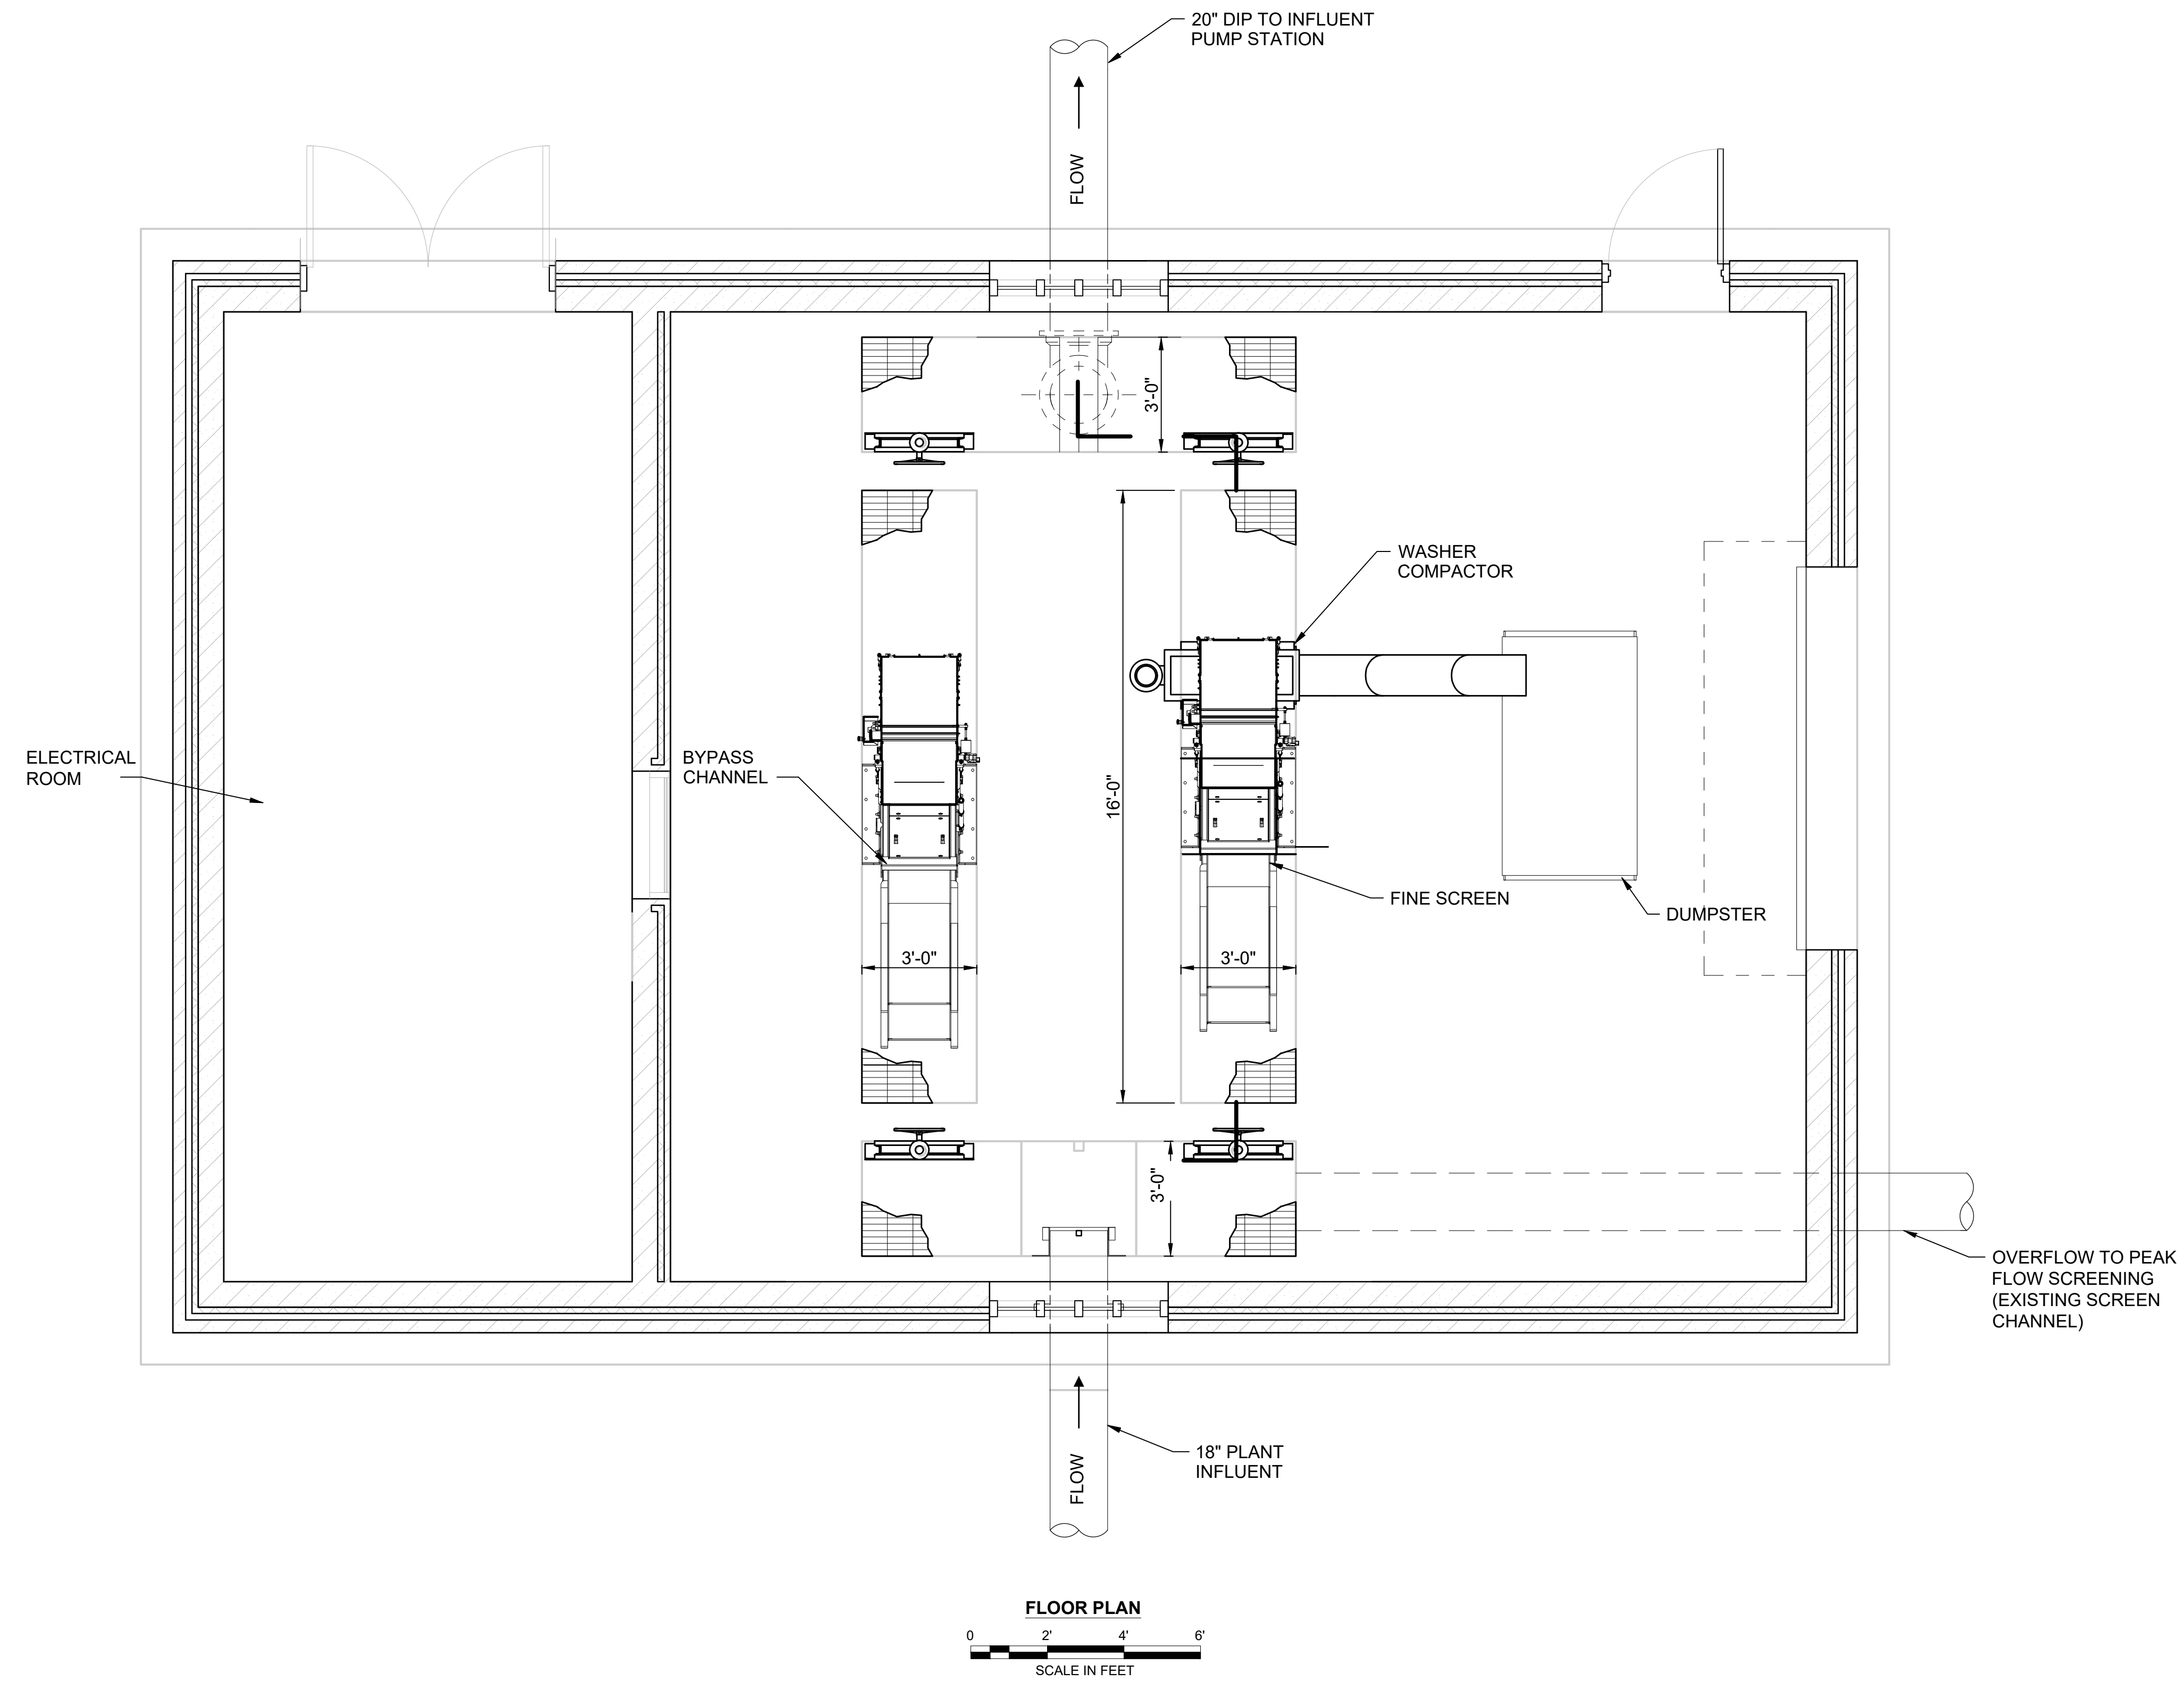 20" DIP TO INFLUENT
PUMP STATION
FLOW
3'-0"
WASHER
COMPACTOR
ELECTRICAL
ROOM
BYPASS
CHANNEL
16'-0"
FINE SCREEN
DUMPSTER
3'-0"
3'-0"
3'-0"
OVERFLOW TO PEAK
FLOW SCREENING
(EXISTING SCREEN
CHANNEL)
18" PLANT
INFLUENT
FLOW
FLOOR PLAN
0 2' 4' 6'
SCALE IN FEET